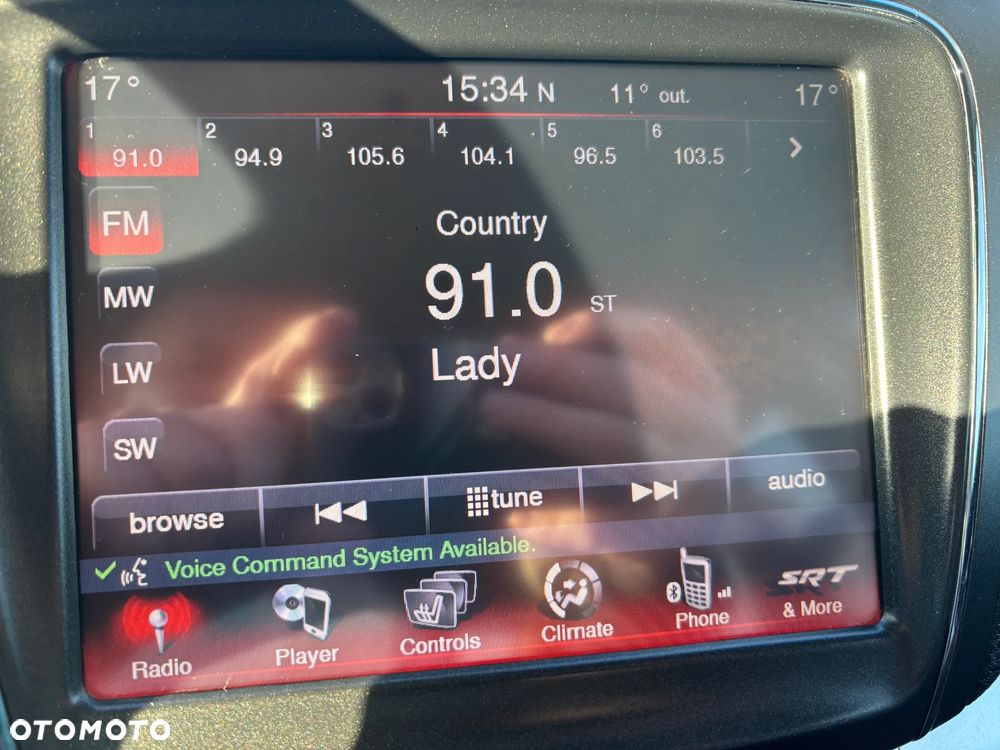 17° 15:34 N 11° out. 17°
1 2 3 4 5 6
91.0 94.9 105.6 104.1 96.5 103.5
FM
Country
MW
91.0 ST
LW
Lady
SW
browse tune audio
Voice Command System Available.
Radio Player Controls Climate Phone SRT & More
OTOMOTO